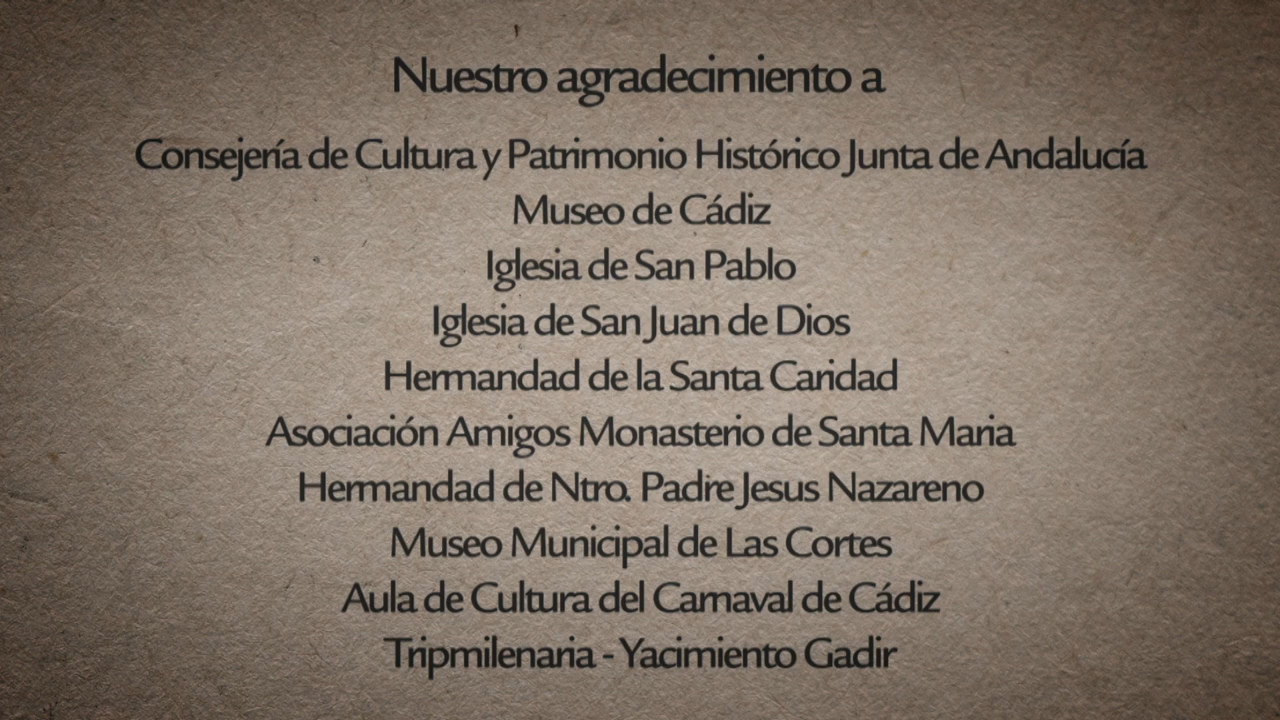 Nuestro agradecimiento a
Consejería de Cultura y Patrimonio Histórico Junta de Andalucía
Museo de Cádiz
Iglesia de San Pablo
Iglesia de San Juan de Dios
Hermandad de la Santa Caridad
Asociación Amigos Monasterio de Santa Maria
Hermandad de Ntro. Padre Jesus Nazareno
Museo Municipal de Las Cortes
Aula de Cultura del Carnaval de Cádiz
Tripmilenaria - Yacimiento Gadir